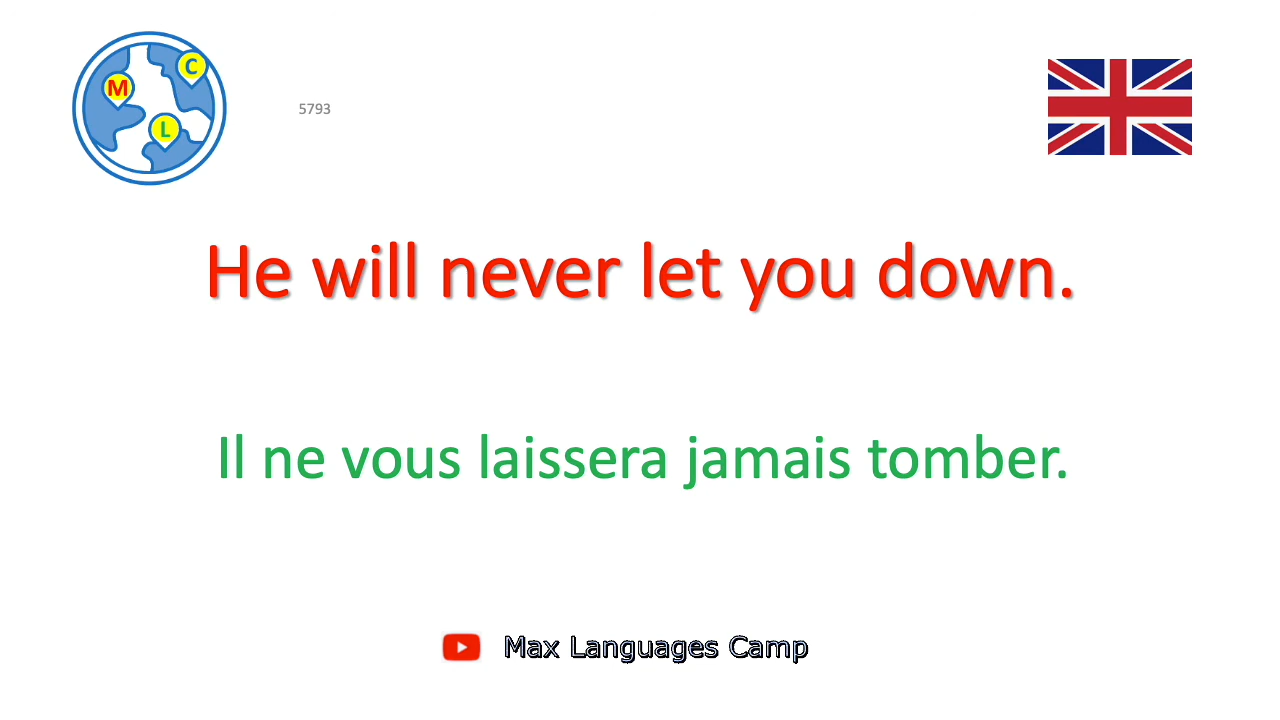 C
M
L
5793
He will never let you down.
Il ne vous laissera jamais tomber.
Max Languages Camp